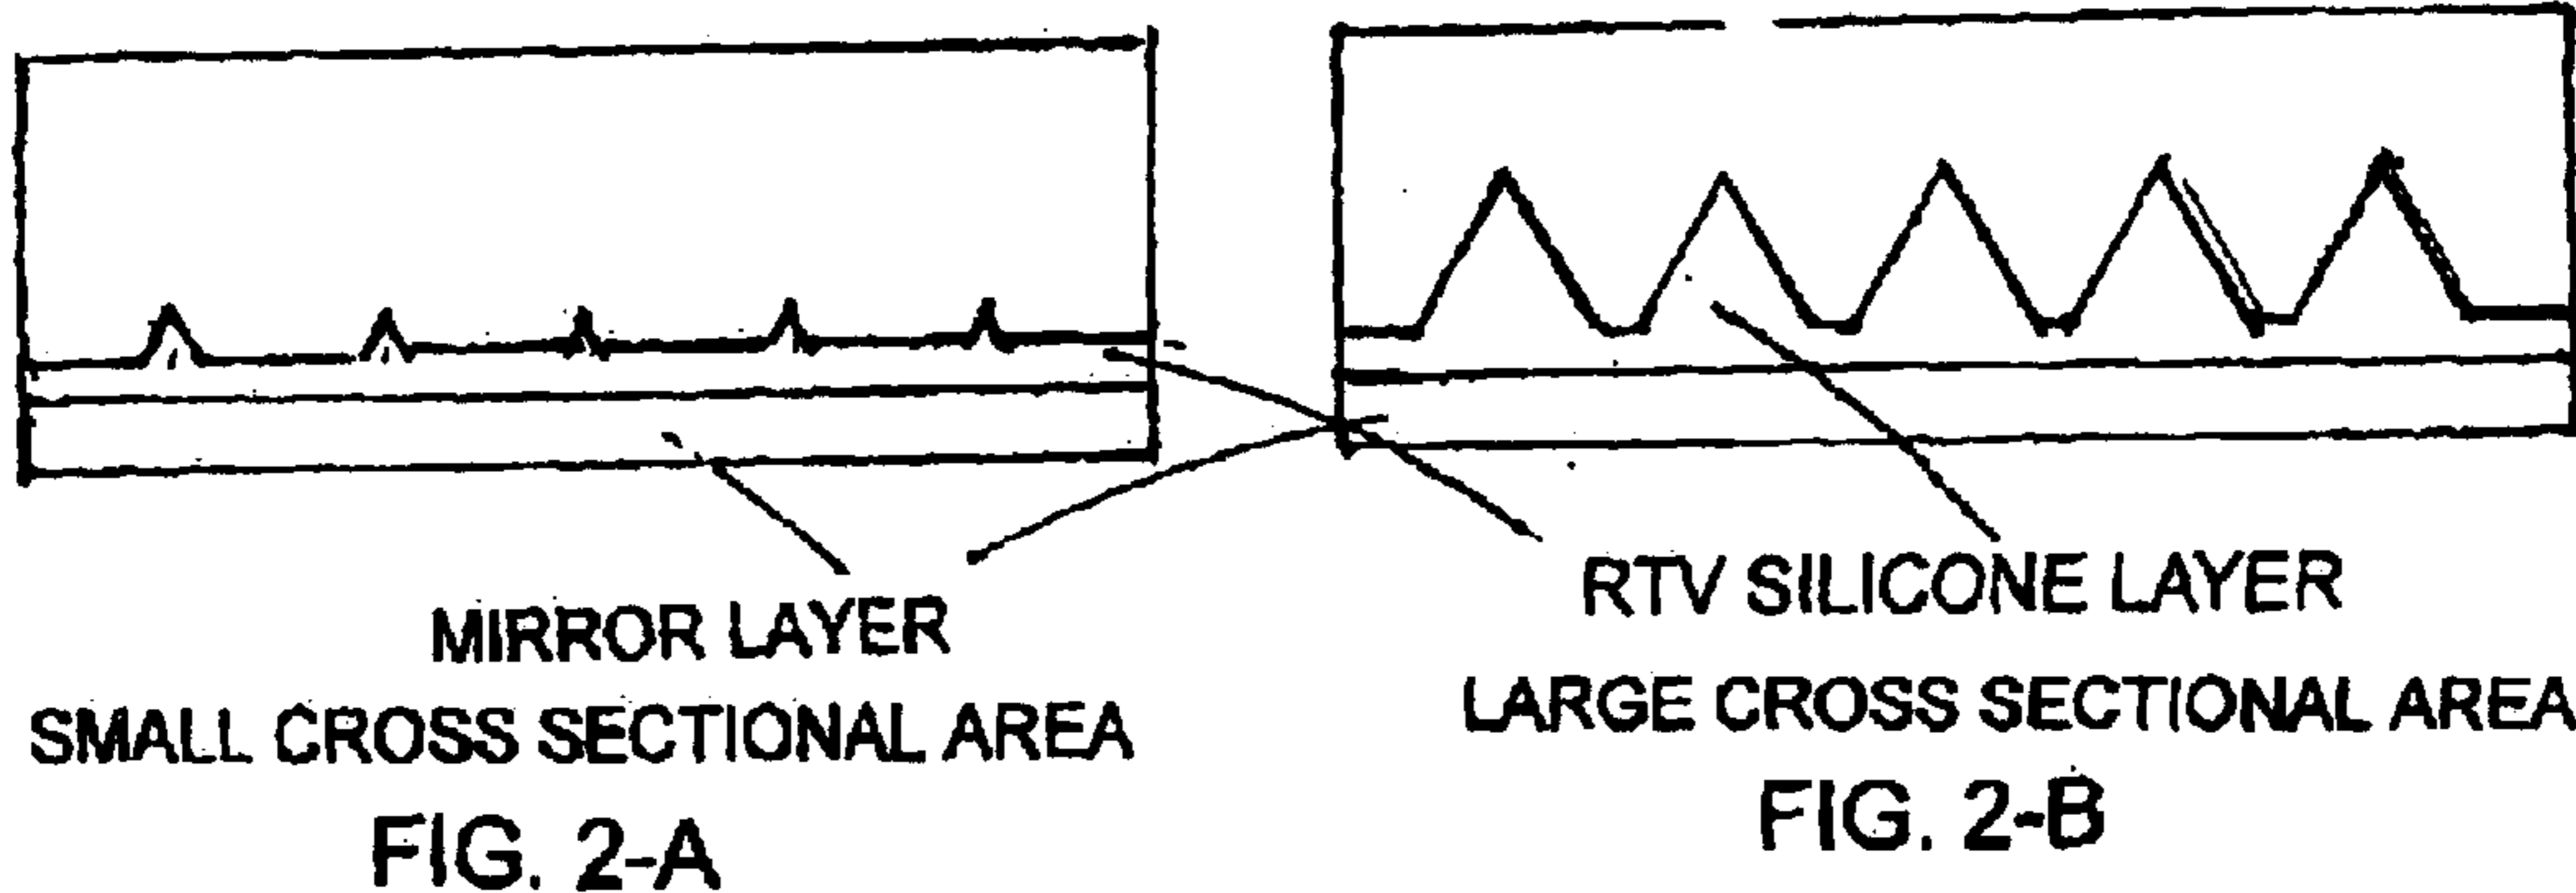 MIRROR LAYER
SMALL CROSS SECTIONAL AREA
FIG. 2-A
RTV SILICONE LAYER
LARGE CROSS SECTIONAL AREA
FIG. 2-B